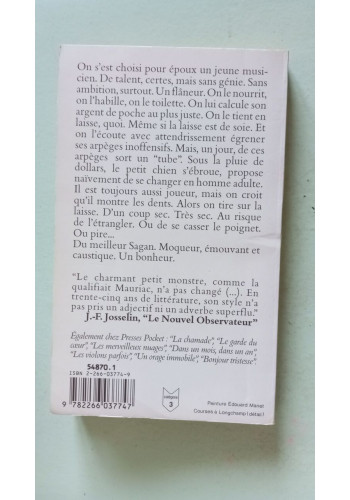 On s'est choisi pour époux un jeune musi-
cien. De talent, certes, mais sans génie. Sans
ambition, surtout. Un flâneur. On le nourrit,
on l'habille, on le toilette. On lui calcule son
argent de poche au plus juste. On le tient en
laisse, quoi. Même si la laisse est de soie. Et
on l'écoute avec attendrissement égrener
ses arpèges inoffensifs. Mais, un jour, de ces
arpèges sort un "tube". Sous la pluie de
dollars, le petit chien s'ébroue, propose
naïvement de se changer en homme adulte.
Il est toujours aussi joueur, mais on croit
qu'il montre les dents. Alors on tire sur la
laisse. D'un coup sec. Très sec. Au risque
de l'étrangler. Ou de se casser le poignet.
Ou pire...
Du meilleur Sagan. Moqueur, émouvant et
caustique. Un bonheur.
"Le charmant petit monstre, comme la
qualifiait Mauriac, n'a pas changé (...). En
trente-cinq ans de littérature, son style n'a
pas pris un adjectif ni un adverbe superflu."
J.-F. Josselin, "Le Nouvel Observateur"
Également chez Presses Pocket : "La chamade", "Le garde du
cœur", "Les merveilleux nuages", "Dans un mois, dans un an",
"Les violons parfois", "Un orage immobile", "Bonjour tristesse".
54870.1
ISBN 2-266-03774-9
9 782266 037747
3
Peinture Edouard Manet
Courses à Longchamp (détail)